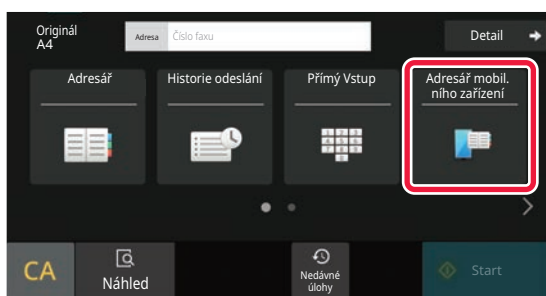 Originál
A4
Adresa
Číslo faxu
Detail
Adresář
Historie odeslání
Přímý Vstup
Adresář mobil.
ního zařízení
CA
Náhled
Nedávné
úlohy
Start